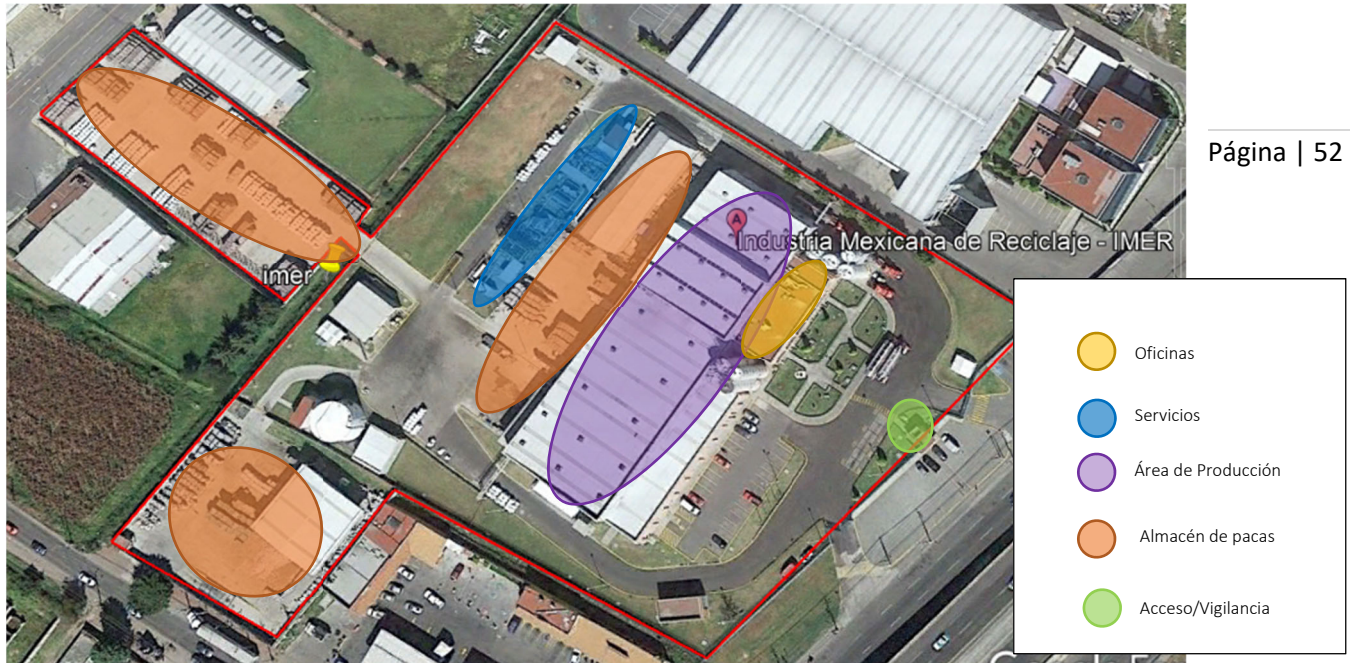 Página | 52
A
Industria Mexicana de Reciclaje - IMER
imer
Oficinas
Servicios
Área de Producción
Almacén de pacas
Acceso/Vigilancia